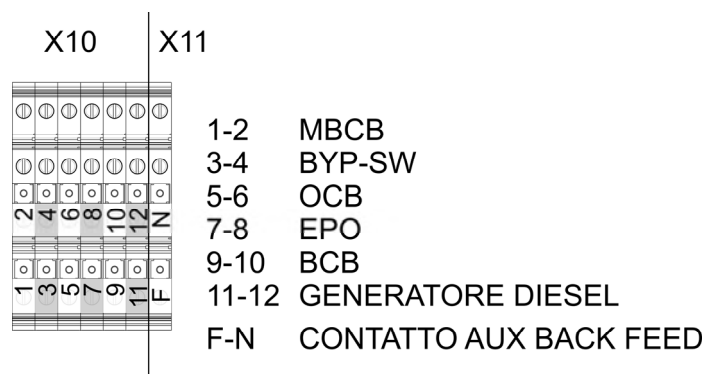 X10 X11
2 4 6 8 10 12 N
1 3 5 7 9 11 F
1-2 MBCB
3-4 BYP-SW
5-6 OCB
7-8 EPO
9-10 BCB
11-12 GENERATORE DIESEL
F-N CONTATTO AUX BACK FEED